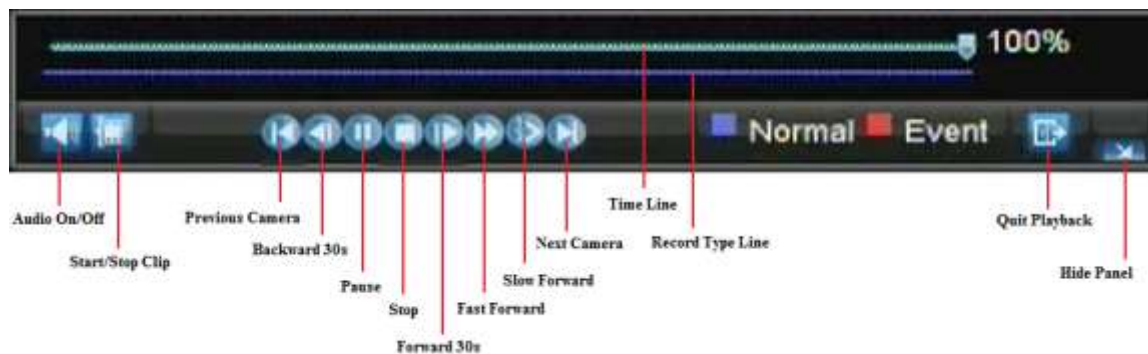 100%
Normal
Event
Audio On/Off
Previous Camera
Time Line
Quit Playback
Start/Stop Clip
Backward 30s
Next Camera
Record Type Line
Pause
Slow Forward
Hide Panel
Stop
Fast Forward
Forward 30s